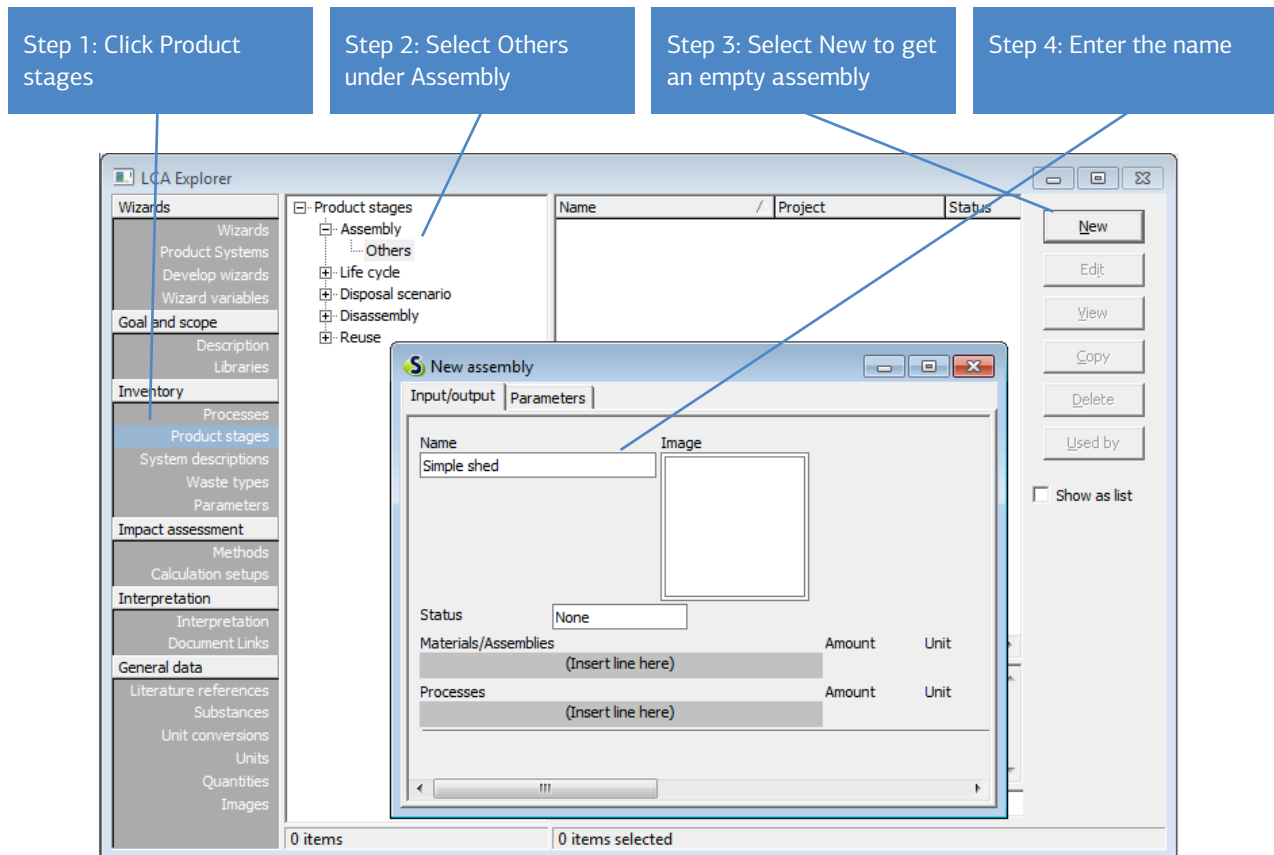 Step 1: Click Product
stages
Step 2: Select Others
under Assembly
Step 3: Select New to get
an empty assembly
Step 4: Enter the name
LCA Explorer
Wizards
Wizards
Product Systems
Develop wizards
Wizard variables
Goal and scope
Description
Libraries
Inventory
Processes
Product stages
System descriptions
Waste types
Parameters
Impact assessment
Methods
Calculation setups
Interpretation
Interpretation
Document Links
General data
Literature references
Substances
Unit conversions
Units
Quantities
Images
Product stages
Assembly
Others
Life cycle
Disposal scenario
Disassembly
Reuse
Name / Project Status
New
Edit
View
Copy
Delete
Used by
Show as list
S New assembly
Input/output Parameters
Name Image
Simple shed
Status None
Materials/Assemblies Amount Unit
(Insert line here)
Processes Amount Unit
(Insert line here)
0 items 0 items selected